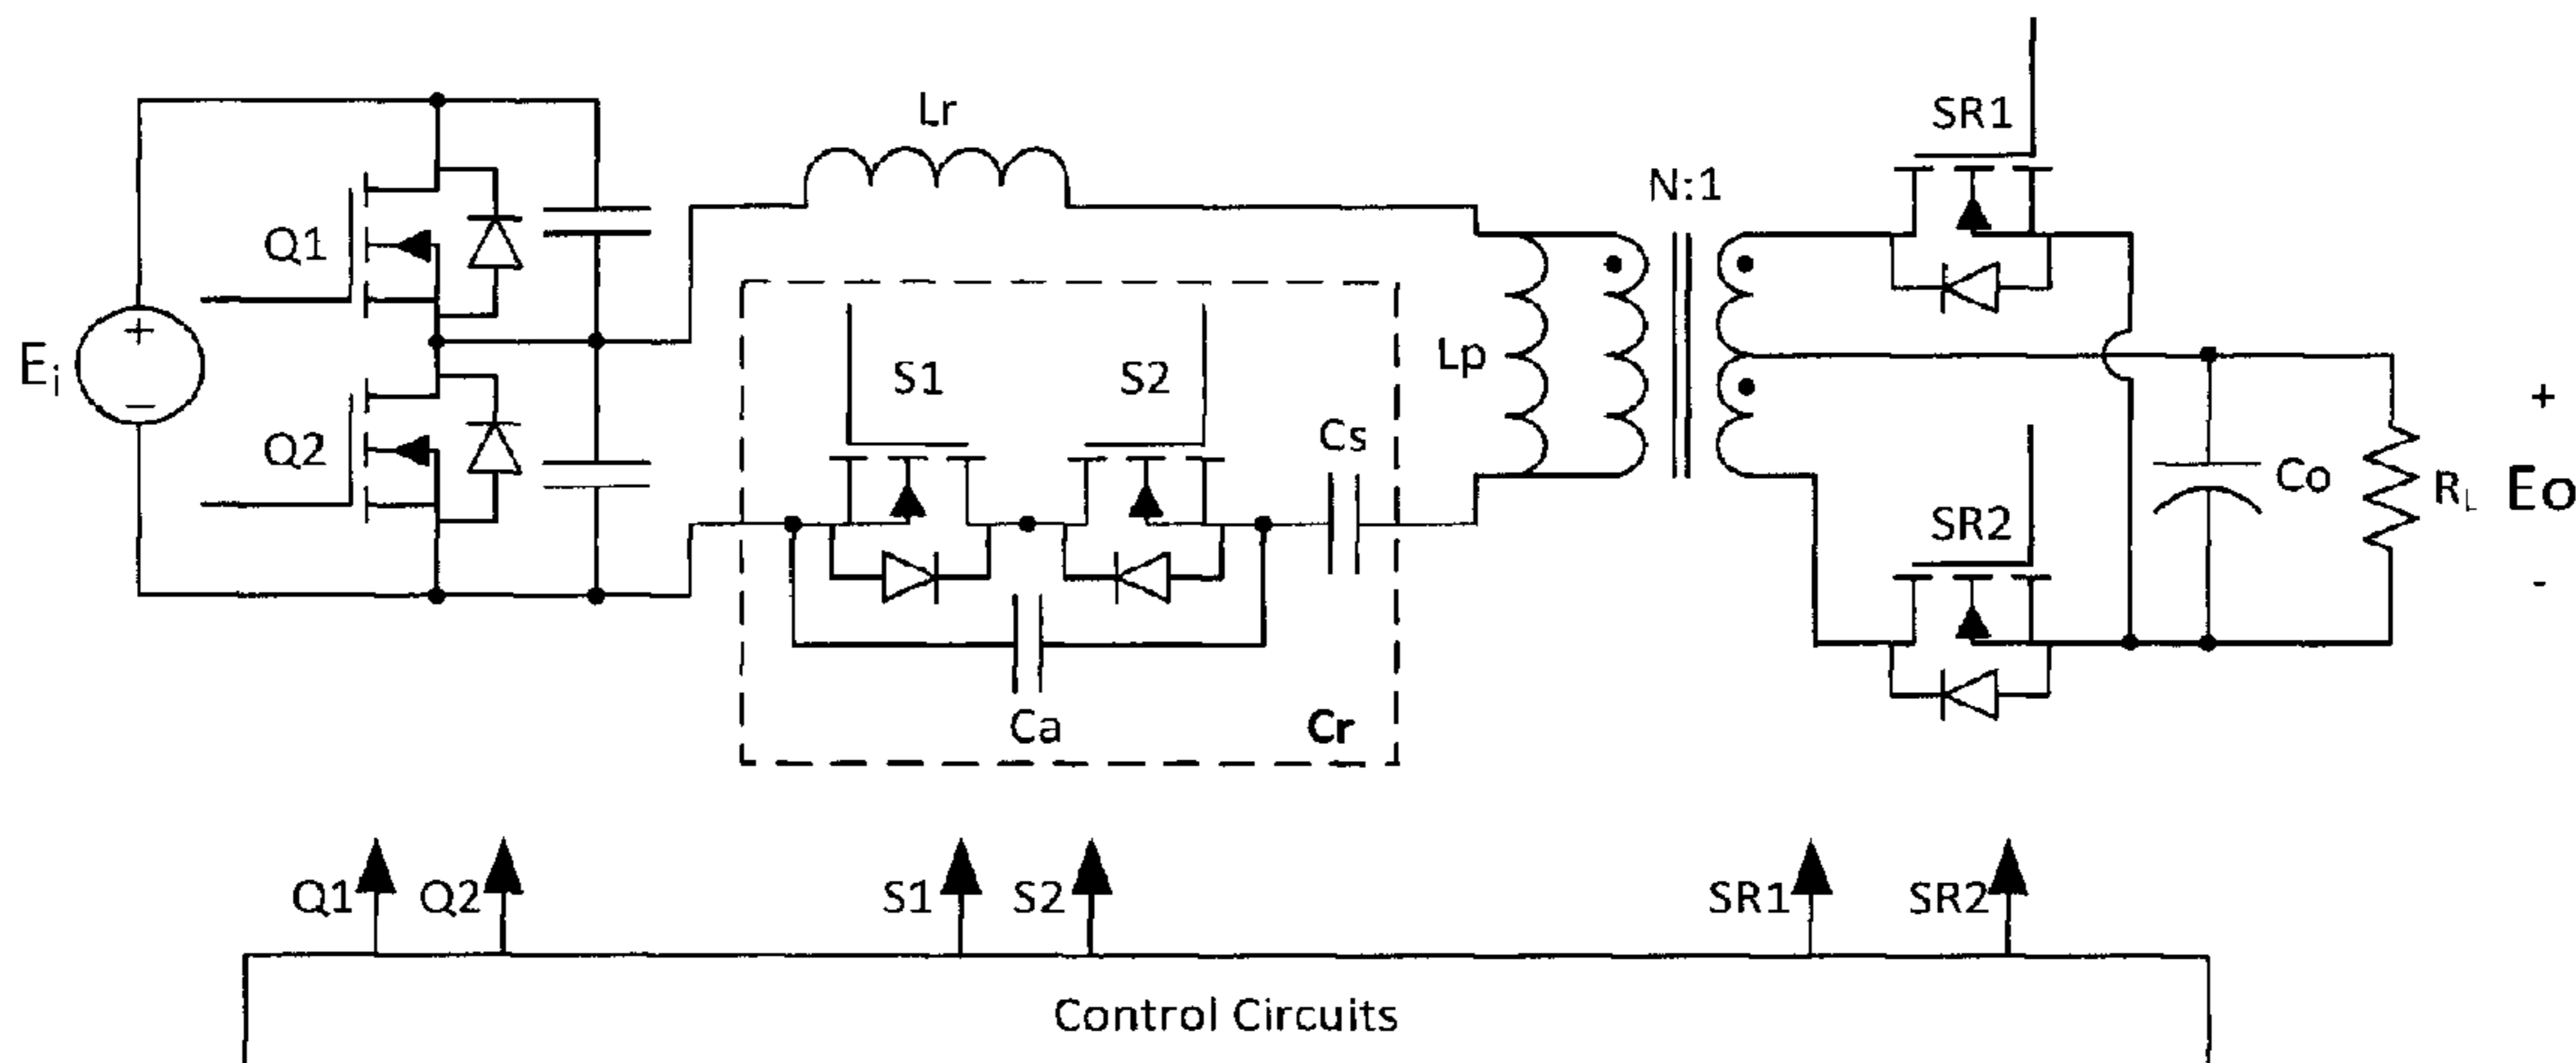 Lr
SR1
N:1
Q1
+
Ei
−
Q2
S1
S2
Lp
Cs
+
Co
RL
Eo
SR2
-
Ca
Cr
Q1
Q2
S1
S2
SR1
SR2
Control Circuits